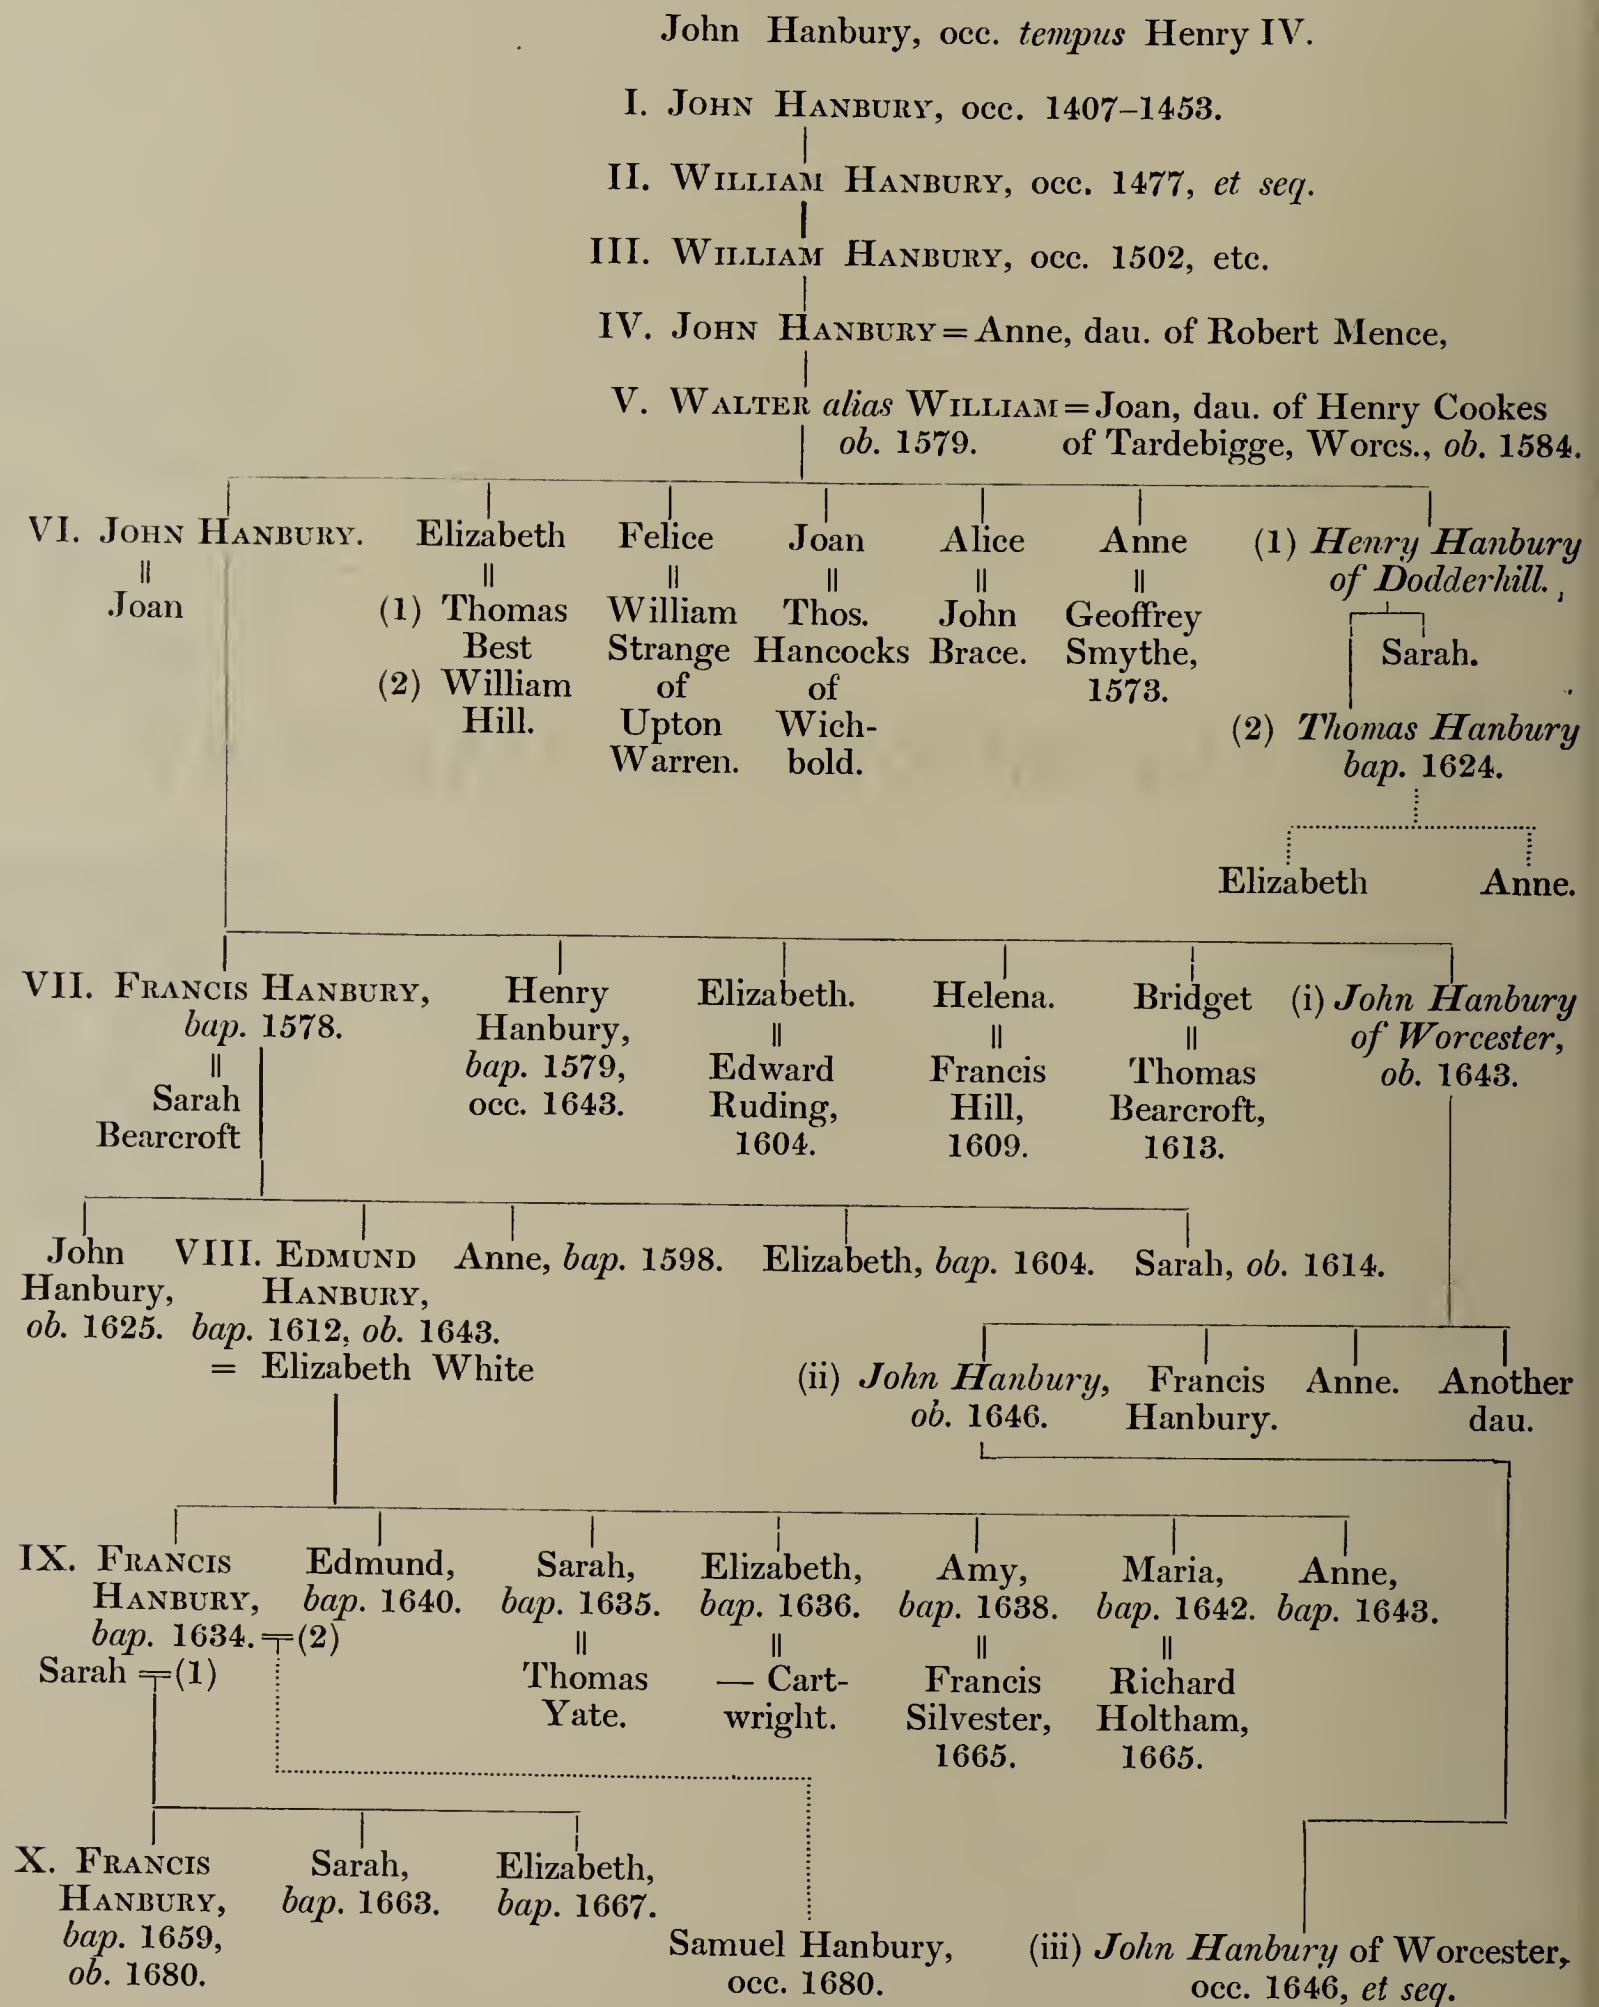 John Hanbury, occ. tempus Henry IV.
I. JOHN HANBURY, occ. 1407–1453.
II. WILLIAM HANBURY, occ. 1477, et seq.
III. WILLIAM HANBURY, occ. 1502, etc.
IV. JOHN HANBURY = Anne, dau. of Robert Mence,
V. WALTER alias WILLIAM = Joan, dau. of Henry Cookes
ob. 1579. of Tardebigge, Worcs., ob. 1584.
VI. JOHN HANBURY.
||
Joan
Elizabeth
||
(1) Thomas
Best
(2) William
Hill.
Felice
||
William
Strange
of
Upton
Warren.
Joan
||
Thos.
Hancocks
of
Wich-
bold.
Alice
||
John
Brace.
Anne
||
Geoffrey
Smythe,
1573.
(1) Henry Hanbury
of Dodderhill.,
Sarah.
(2) Thomas Hanbury
bap. 1624.
Elizabeth
Anne.
VII. FRANCIS HANBURY,
bap. 1578.
||
Sarah
Bearcroft
Henry
Hanbury,
bap. 1579,
occ. 1643.
Elizabeth.
||
Edward
Ruding,
1604.
Helena.
||
Francis
Hill,
1609.
Bridget
||
Thomas
Bearcroft,
1613.
(i) John Hanbury
of Worcester,
ob. 1643.
John
Hanbury,
ob. 1625.
VIII. EDMUND
HANBURY,
bap. 1612, ob. 1643.
= Elizabeth White
Anne, bap. 1598.
Elizabeth, bap. 1604.
Sarah, ob. 1614.
(ii) John Hanbury,
ob. 1646.
Francis
Hanbury.
Anne.
Another
dau.
IX. FRANCIS
HANBURY,
bap. 1634. = (2)
Sarah = (1)
Edmund,
bap. 1640.
Sarah,
bap. 1635.
||
Thomas
Yate.
Elizabeth,
bap. 1636.
||
— Cart-
wright.
Amy,
bap. 1638.
||
Francis
Silvester,
1665.
Maria,
bap. 1642.
||
Richard
Holtham,
1665.
Anne,
bap. 1643.
X. FRANCIS
HANBURY,
bap. 1659,
ob. 1680.
Sarah,
bap. 1663.
Elizabeth,
bap. 1667.
Samuel Hanbury,
occ. 1680.
(iii) John Hanbury of Worcester,
occ. 1646, et seq.